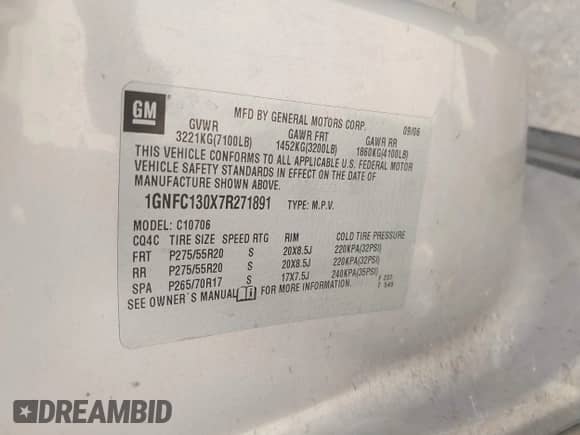 GM
MFD BY GENERAL MOTORS CORP 09/06
GVWR GAWR FRT GAWR RR
3221KG(7100LB) 1452KG(3200LB) 1860KG(4100LB)
THIS VEHICLE CONFORMS TO ALL APPLICABLE U.S. FEDERAL MOTOR
VEHICLE SAFETY STANDARDS IN EFFECT ON THE DATE OF
MANUFACTURE SHOWN ABOVE.
1GNFC130X7R271891 TYPE: M.P.V.
MODEL: C10706
CQ4C TIRE SIZE SPEED RTG RIM COLD TIRE PRESSURE
FRT P275/55R20 S 20X8.5J 220KPA(32PSI)
RR P275/55R20 S 20X8.5J 220KPA(32PSI)
SPA P265/70R17 S 17X7.5J 240KPA(35PSI)
SEE OWNER'S MANUAL FOR MORE INFORMATION.
DREAMBID